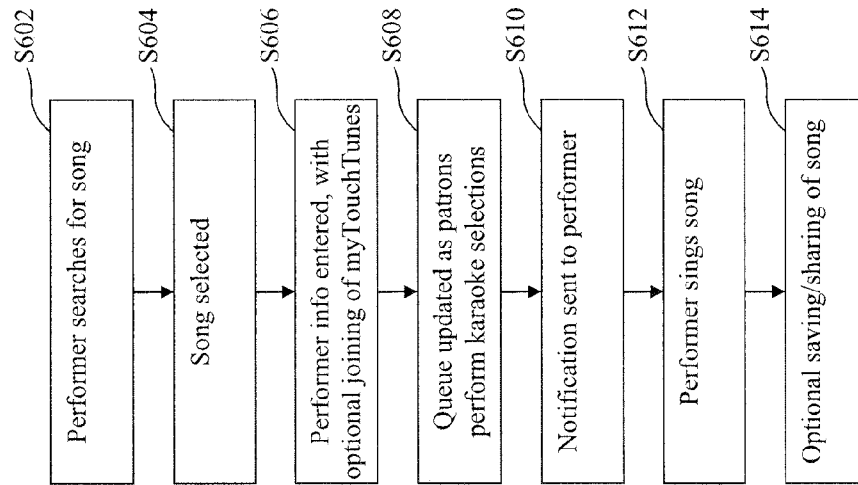 S602
Performer searches for song
S604
Song selected
S606
Performer info entered, with
optional joining of myTouchTunes
S608
Queue updated as patrons
perform karaoke selections
S610
Notification sent to performer
S612
Performer sings song
S614
Optional saving/sharing of song